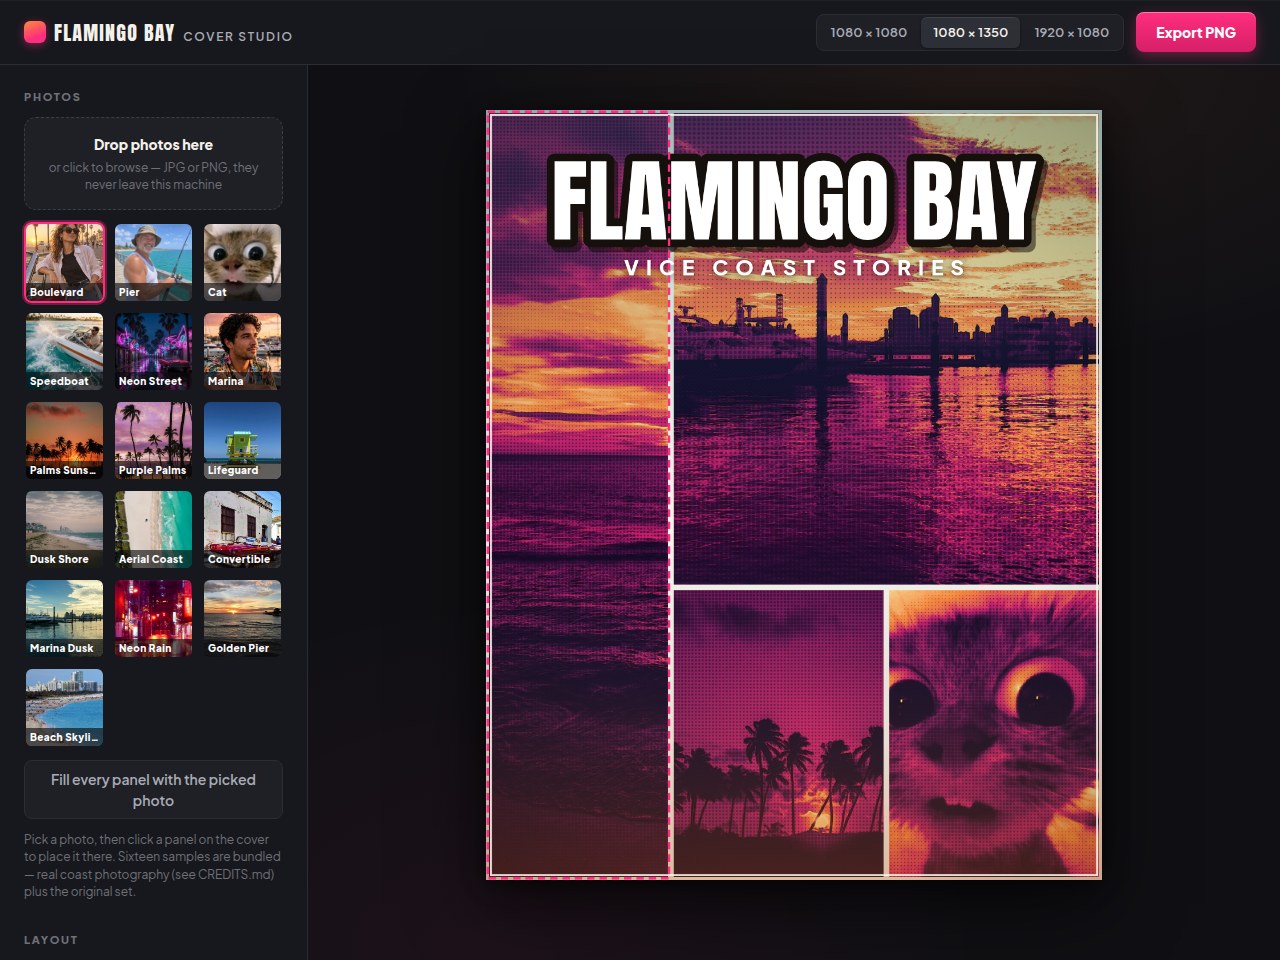 FLAMINGO BAY COVER STUDIO
1080 × 1080
1080 × 1350
1920 × 1080
Export PNG
PHOTOS
Drop photos here
or click to browse — JPG or PNG, they
never leave this machine
Boulevard
Pier
Cat
Speedboat
Neon Street
Marina
Palms Suns…
Purple Palms
Lifeguard
Dusk Shore
Aerial Coast
Convertible
Marina Dusk
Neon Rain
Golden Pier
Beach Skyli…
Fill every panel with the picked
photo
Pick a photo, then click a panel on the cover
to place it there. Sixteen samples are bundled
— real coast photography (see CREDITS.md)
plus the original set.
LAYOUT
FLAMINGO BAY
VICE COAST STORIES